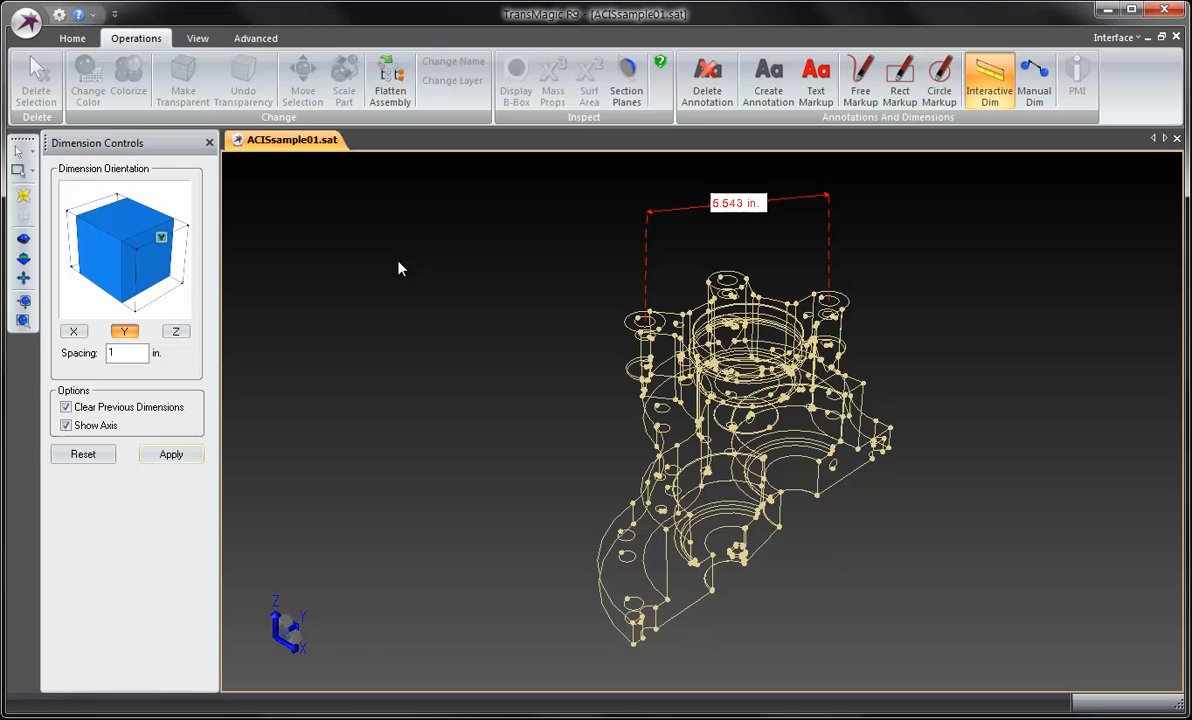 TransMagic R9 - [ACISsample01.sat]
Home
Operations
View
Advanced
Interface
Delete Selection
Change Color
Colorize
Make Transparent
Undo Transparency
Move Selection
Scale Part
Flatten Assembly
Change Name
Change Layer
Display B-Box
Mass Props
Surf Area
Section Planes
Delete Annotation
Create Annotation
Text Markup
Free Markup
Rect Markup
Circle Markup
Interactive Dim
Manual Dim
PMI
Delete
Change
Inspect
Annotations And Dimensions
Dimension Controls
ACISsample01.sat
Dimension Orientation
Y
X
Y
Z
Spacing: 1 in.
Options
Clear Previous Dimensions
Show Axis
Reset
Apply
5.543 in.
Z
Y
X